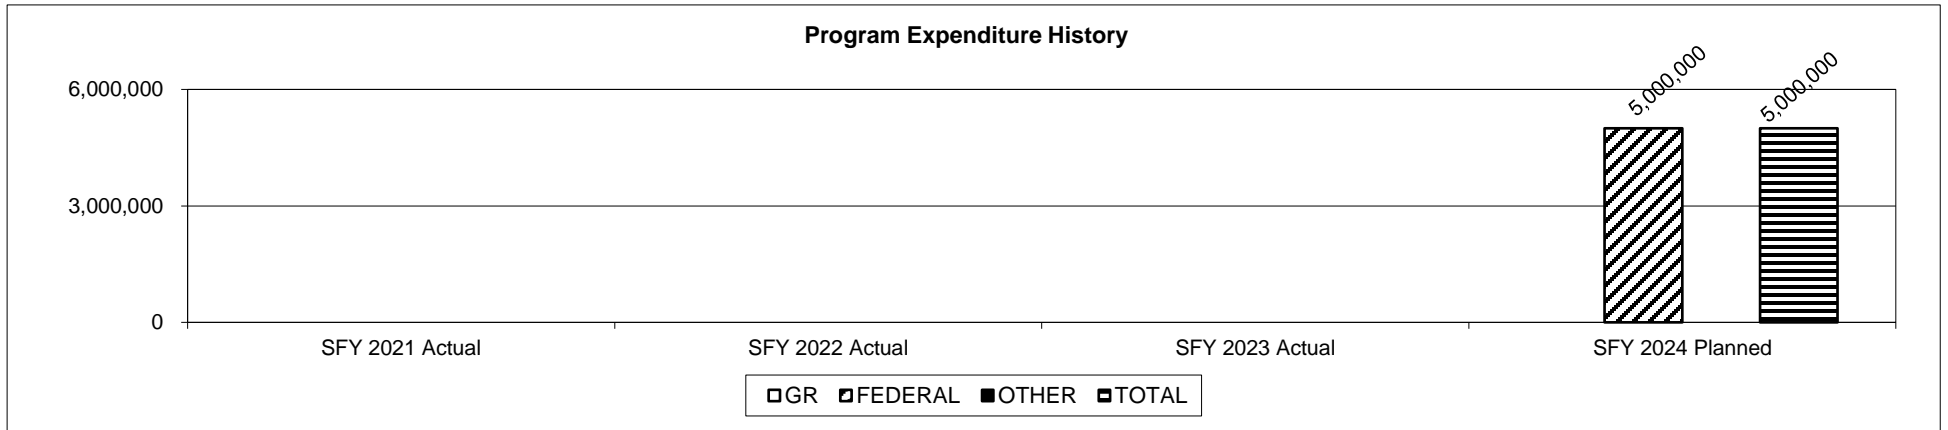 Program Expenditure History
5,000,000
5,000,000
6,000,000
3,000,000
0
SFY 2021 Actual
SFY 2022 Actual
SFY 2023 Actual
SFY 2024 Planned
GR FEDERAL OTHER TOTAL